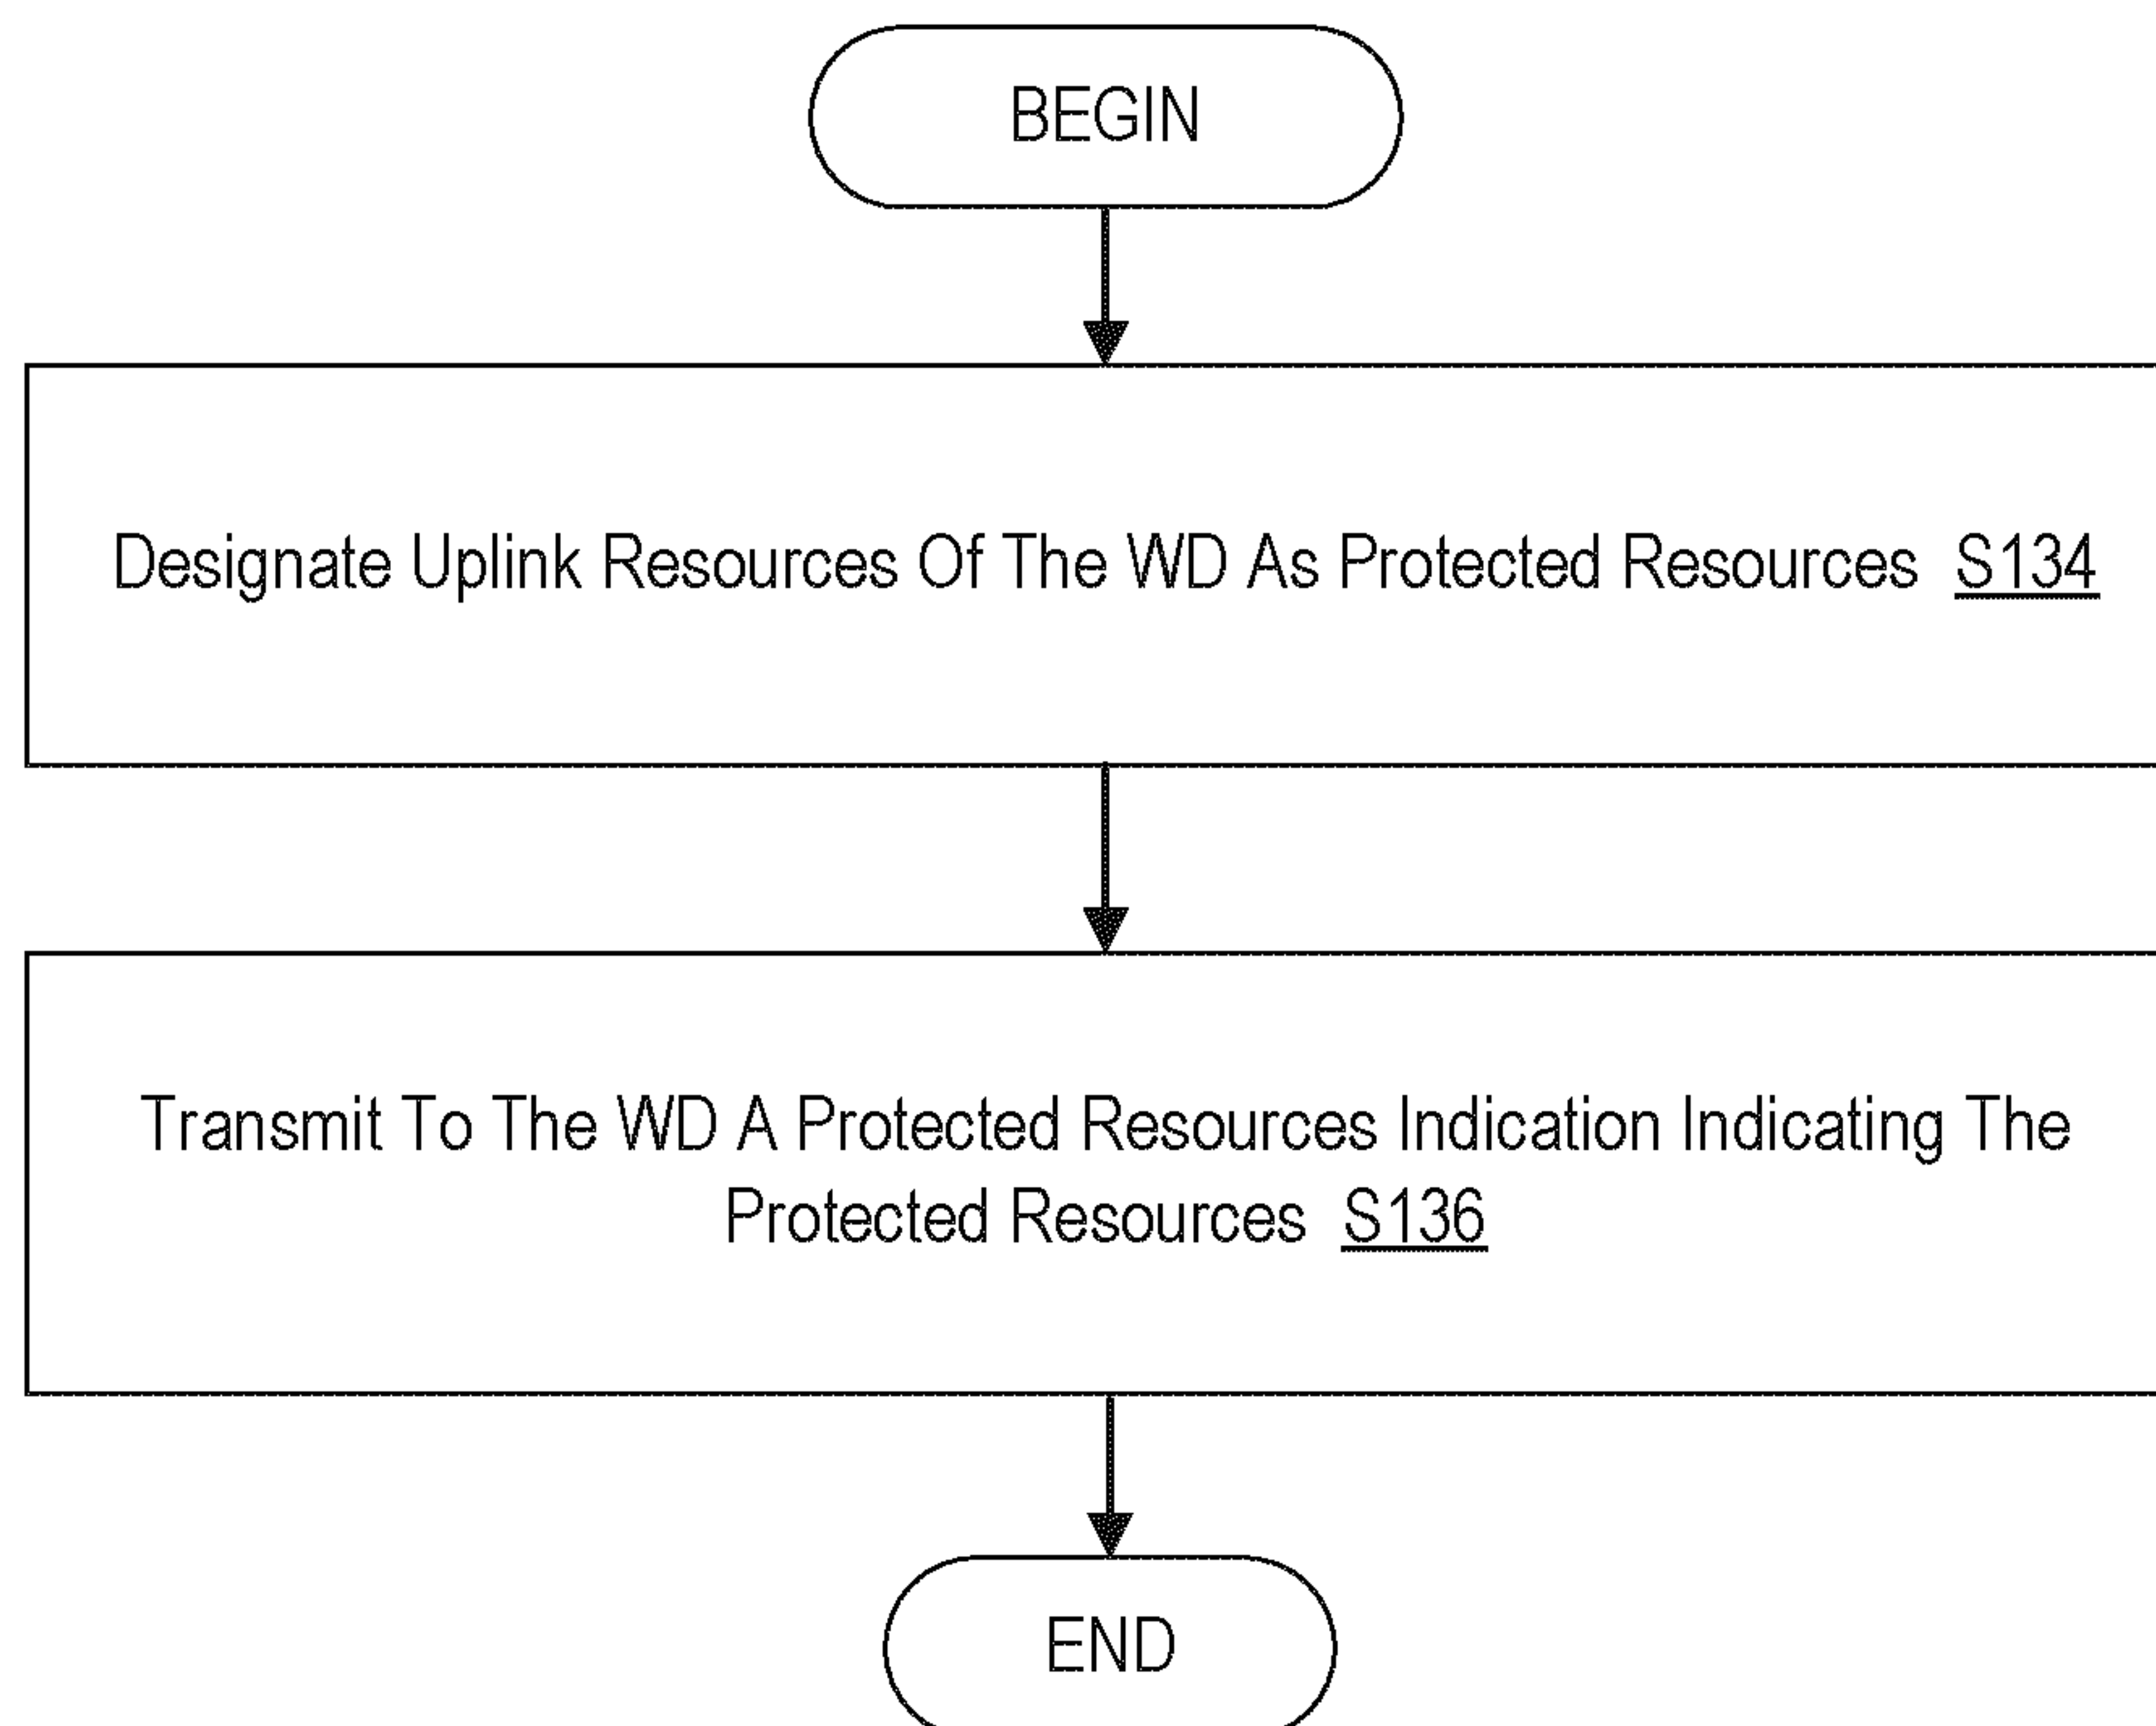 BEGIN
Designate Uplink Resources Of The WD As Protected Resources S134
Transmit To The WD A Protected Resources Indication Indicating The
Protected Resources S136
END